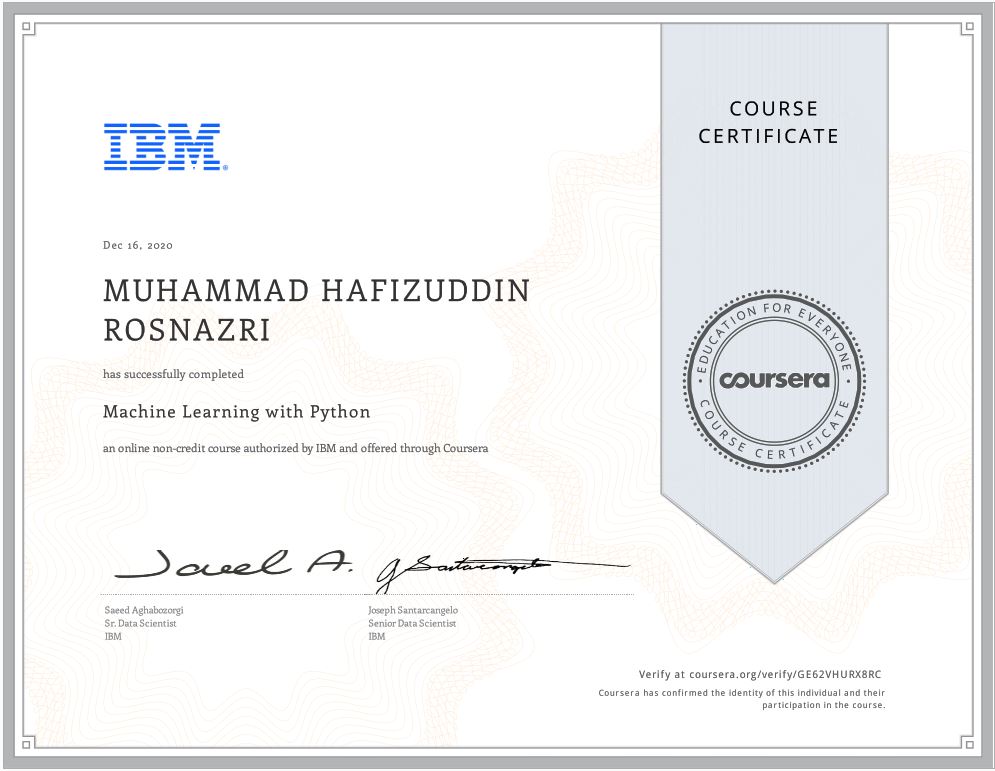 COURSE
CERTIFICATE
IBM®
Dec 16, 2020
MUHAMMAD HAFIZUDDIN
ROSNAZRI
has successfully completed
Machine Learning with Python
an online non-credit course authorized by IBM and offered through Coursera
EDUCATION FOR EVERYONE
coursera
COURSE CERTIFICATE
Saeed Aghabozorgi
Sr. Data Scientist
IBM
Joseph Santarcangelo
Senior Data Scientist
IBM
Verify at coursera.org/verify/GE62VHURX8RC
Coursera has confirmed the identity of this individual and their
participation in the course.